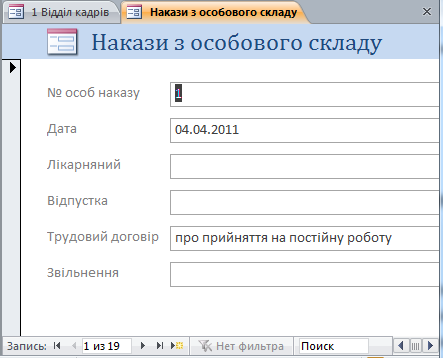 1 Відділ кадрів
Накази з особового складу
Накази з особового складу
№ особ наказу 1
Дата 04.04.2011
Лікарняний
Відпустка
Трудовий договір про прийняття на постійну роботу
Звільнення
Запись: 1 из 19 Нет фильтра Поиск